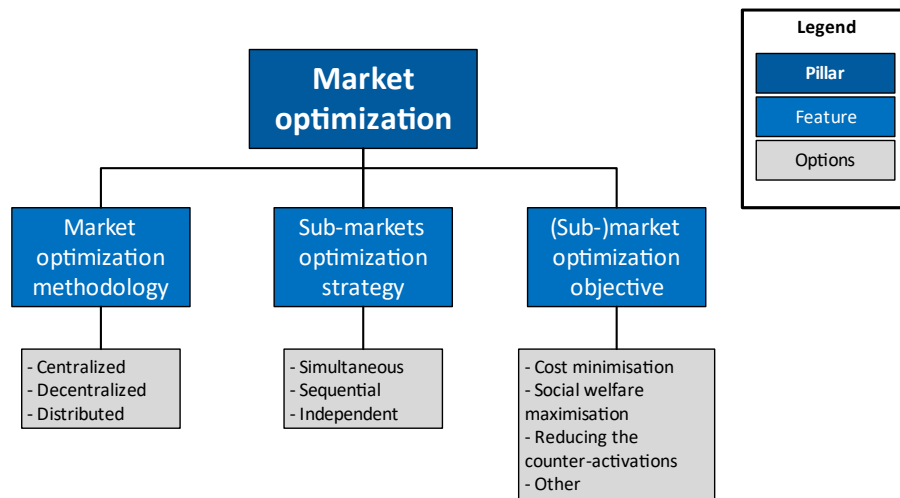 Market
optimization
Legend
Pillar
Feature
Options
Market
optimization
methodology
Sub-markets
optimization
strategy
(Sub-)market
optimization
objective
- Centralized
- Decentralized
- Distributed
- Simultaneous
- Sequential
- Independent
- Cost minimisation
- Social welfare
maximisation
- Reducing the
counter-activations
- Other